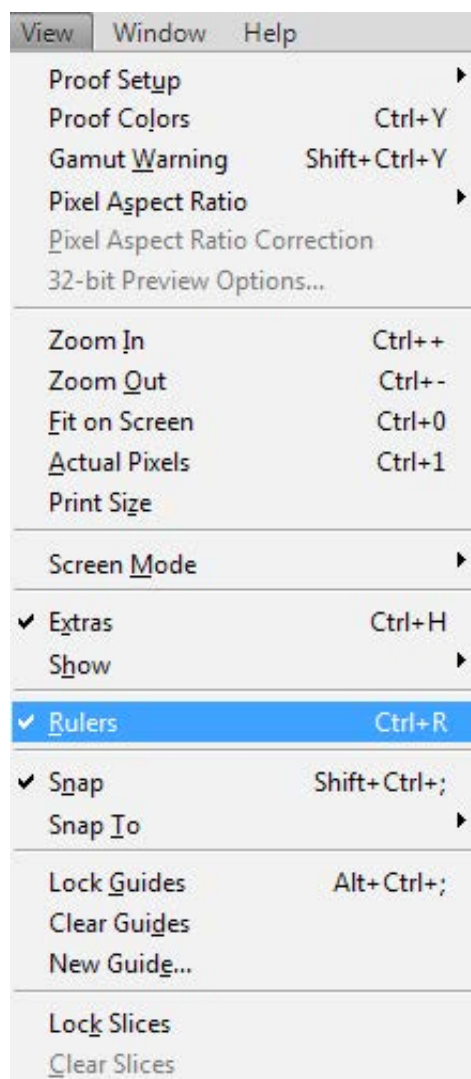 View Window Help
Proof Setup
Proof Colors Ctrl+Y
Gamut Warning Shift+Ctrl+Y
Pixel Aspect Ratio
Pixel Aspect Ratio Correction
32-bit Preview Options...
Zoom In Ctrl++
Zoom Out Ctrl+-
Fit on Screen Ctrl+0
Actual Pixels Ctrl+1
Print Size
Screen Mode
Extras Ctrl+H
Show
Rulers Ctrl+R
Snap Shift+Ctrl+;
Snap To
Lock Guides Alt+Ctrl+;
Clear Guides
New Guide...
Lock Slices
Clear Slices